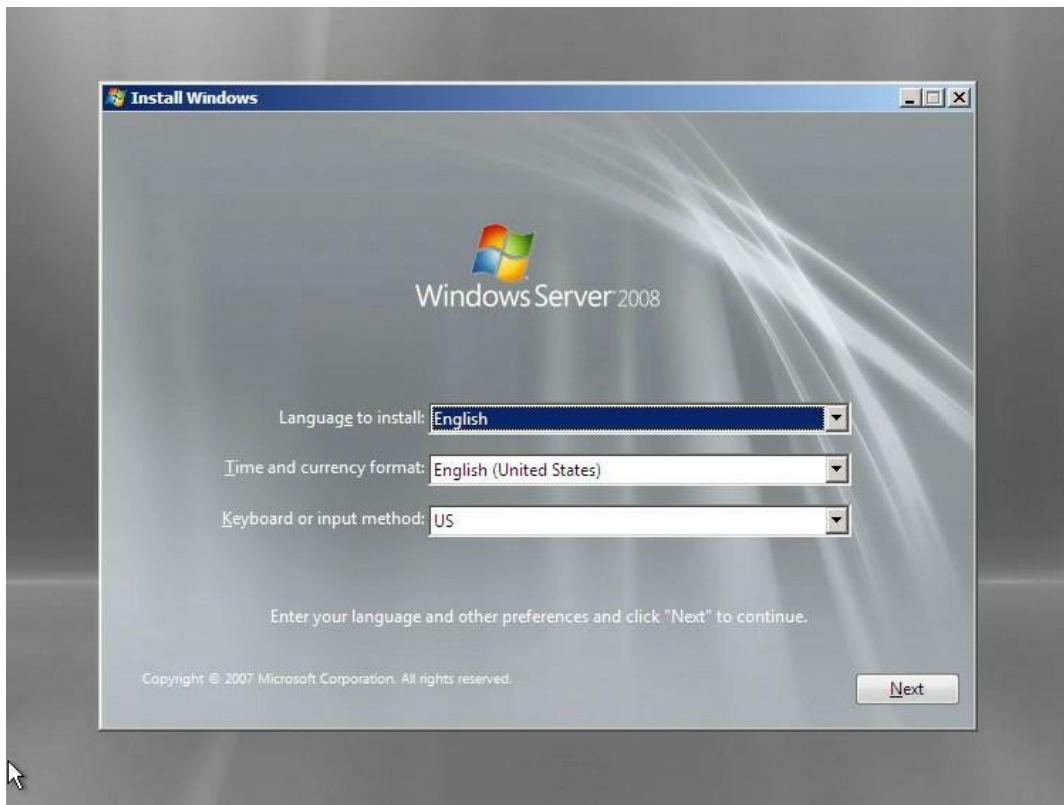 Install Windows
Windows Server 2008
Language to install: English
Time and currency format: English (United States)
Keyboard or input method: US
Enter your language and other preferences and click "Next" to continue.
Copyright © 2007 Microsoft Corporation. All rights reserved.
Next